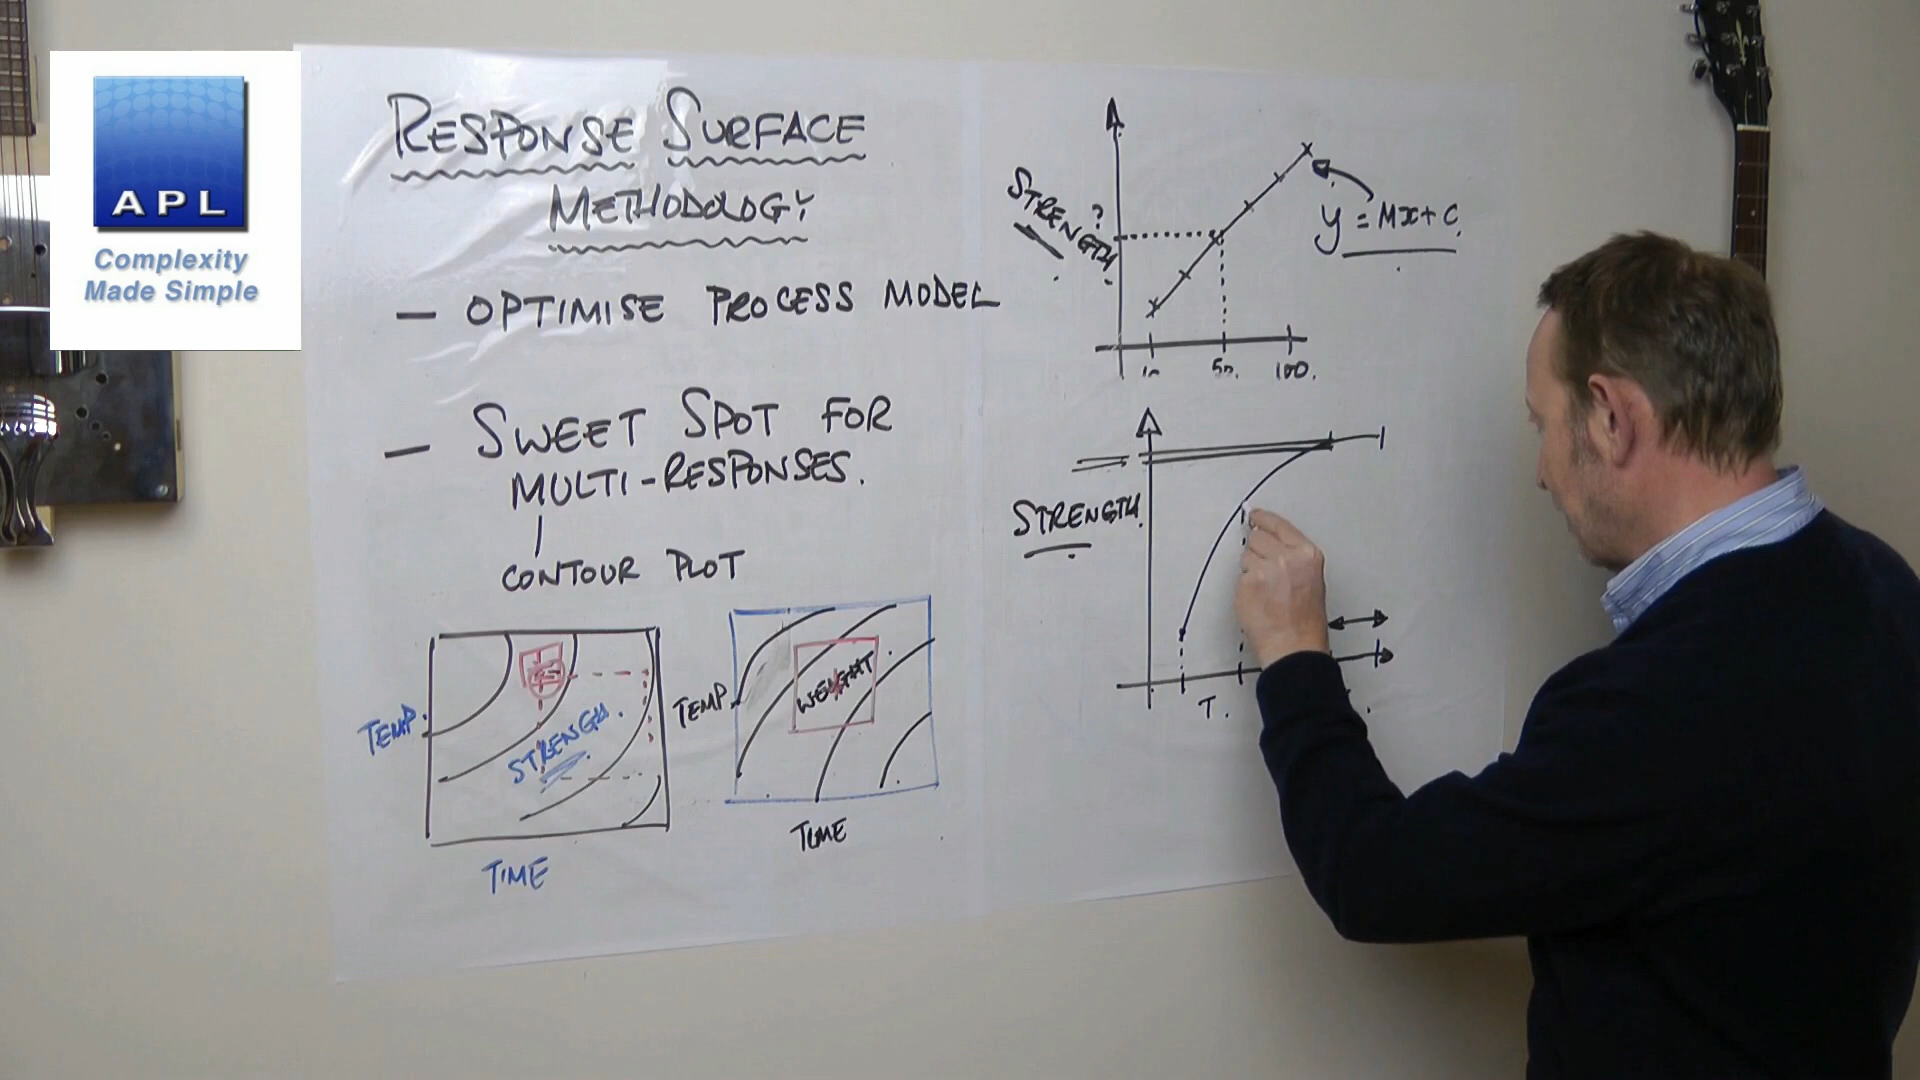 APL
Complexity
Made Simple
RESPONSE SURFACE
METHODOLOGY
— OPTIMISE PROCESS MODEL
— SWEET SPOT FOR
MULTI-RESPONSES.
CONTOUR PLOT
TEMP.
STRENGTH.
TIME
TEMP
WEIGHT
TIME
STRENGTH
?
y = Mx + C
10 50. 100.
STRENGTH
T.